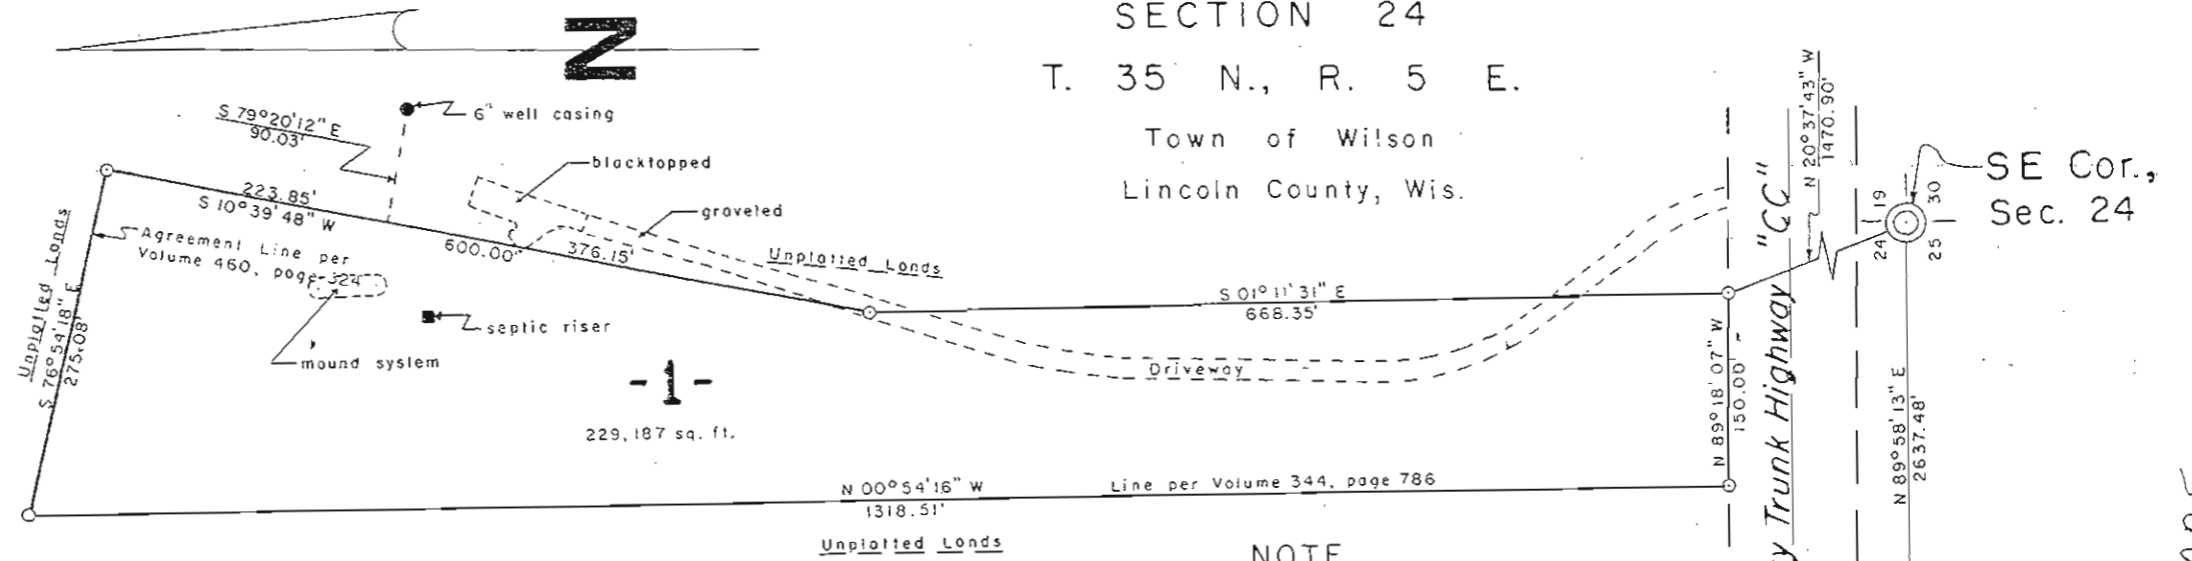 SECTION 24
T. 35 N., R. 5 E.
Town of Wilson
Lincoln County, Wis.
N
S 79°20'12" E
90.03'
6" well casing
blacktopped
graveled
223.85'
S 10°39'48" W
600.00'
376.15'
Unplatted Lands
Agreement Line per
Volume 460, page 324
Unplatted Lands
S 76°54'18" E
275.08'
mound system
septic riser
-1-
229,187 sq. ft.
S 01°11'31" E
668.35'
Driveway
N 89°18'07" W
150.00'
Trunk Highway "CC"
N 20°37'43" W
1470.90'
SE Cor.,
Sec. 24
19
30
24
25
N 89°58'13" E
2637.48'
N 00°54'16" W
1318.51'
Line per Volume 344, page 786
Unplatted Lands
NOTE